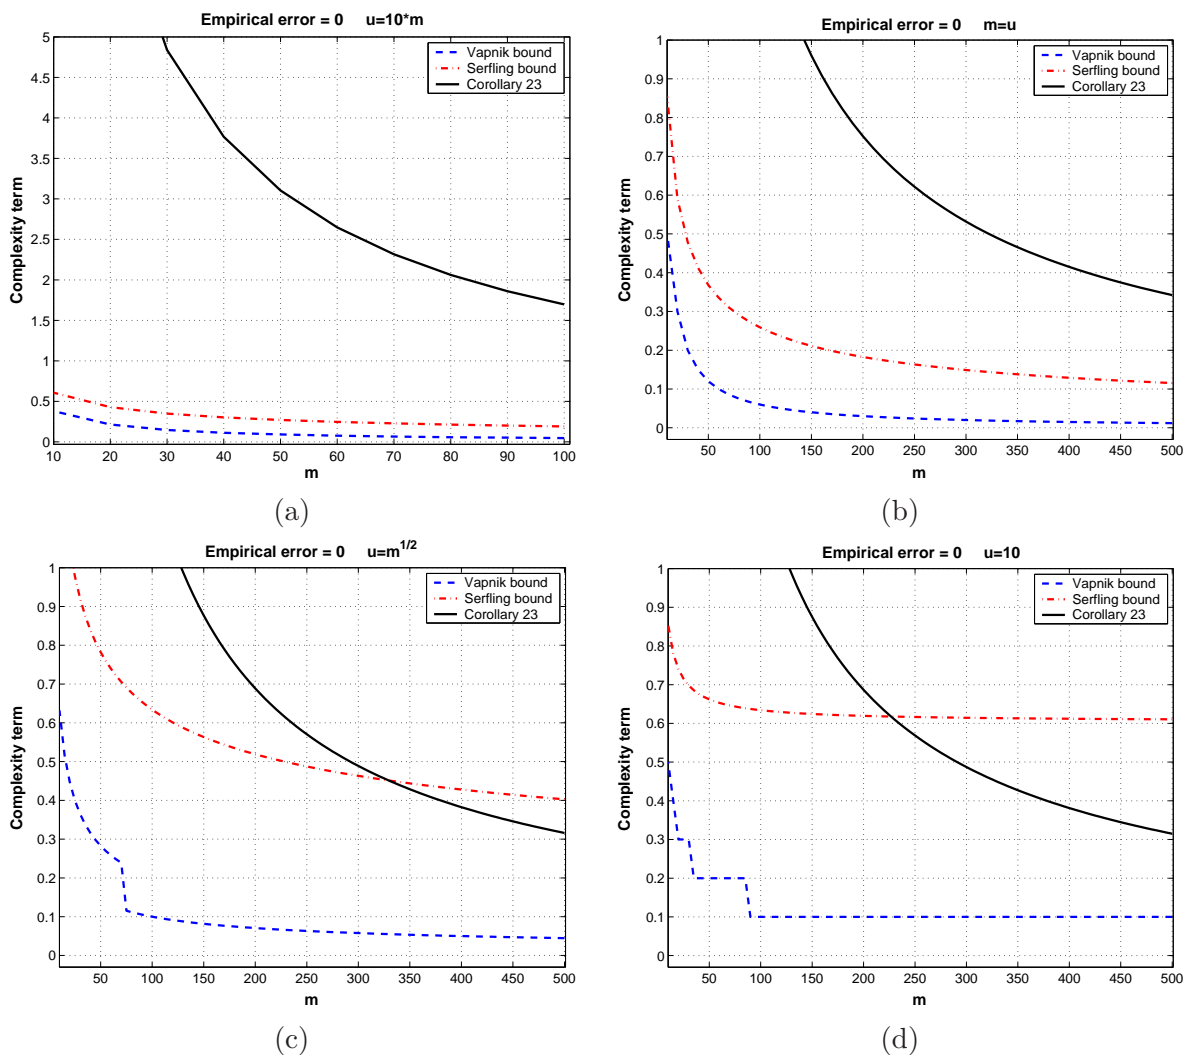 Empirical error = 0 u=10*m
5
4.5
4
3.5
3
2.5
2
1.5
1
0.5
0
Complexity term
Vapnik bound
Serfling bound
Corollary 23
10 20 30 40 50 60 70 80 90 100
m
(a)
Empirical error = 0 m=u
1
0.9
0.8
0.7
0.6
0.5
0.4
0.3
0.2
0.1
0
Complexity term
Vapnik bound
Serfling bound
Corollary 23
50 100 150 200 250 300 350 400 450 500
m
(b)
Empirical error = 0 u=m^{1/2}
1
0.9
0.8
0.7
0.6
0.5
0.4
0.3
0.2
0.1
0
Complexity term
Vapnik bound
Serfling bound
Corollary 23
50 100 150 200 250 300 350 400 450 500
m
(c)
Empirical error = 0 u=10
1
0.9
0.8
0.7
0.6
0.5
0.4
0.3
0.2
0.1
0
Complexity term
Vapnik bound
Serfling bound
Corollary 23
50 100 150 200 250 300 350 400 450 500
m
(d)